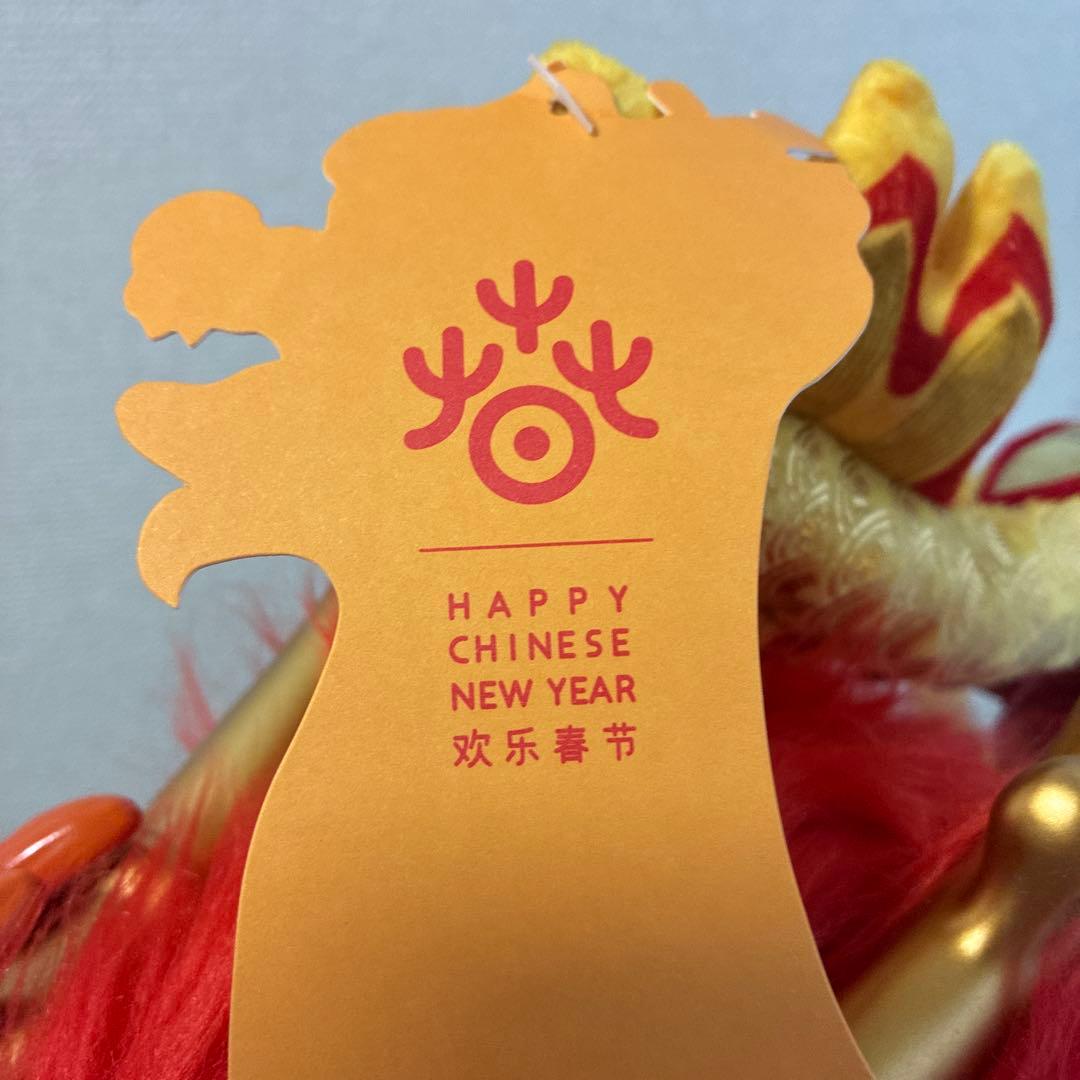 HAPPY
CHINESE
NEW YEAR
欢乐春节